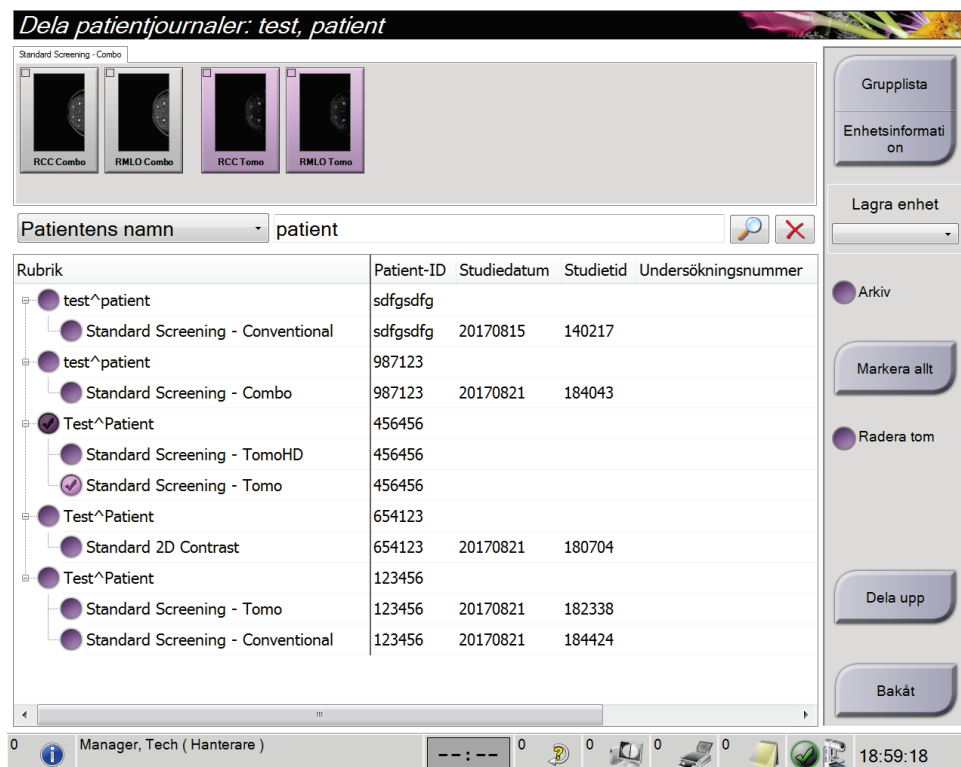 Dela patientjournaler: test, patient
Standard Screening - Combo
RCC Combo
RMLO Combo
RCC Tomo
RMLO Tomo
Grupplista
Enhetsinformati
on
Lagra enhet
Patientens namn
patient
Rubrik Patient-ID Studiedatum Studietid Undersökningsnummer
test^patient sdfgsdfg
Standard Screening - Conventional sdfgsdfg 20170815 140217
test^patient 987123
Standard Screening - Combo 987123 20170821 184043
Test^Patient 456456
Standard Screening - TomoHD 456456
Standard Screening - Tomo 456456
Test^Patient 654123
Standard 2D Contrast 654123 20170821 180704
Test^Patient 123456
Standard Screening - Tomo 123456 20170821 182338
Standard Screening - Conventional 123456 20170821 184424
Arkiv
Markera allt
Radera tom
Dela upp
Bakåt
0 Manager, Tech ( Hanterare ) --:-- 0 0 0 0 18:59:18